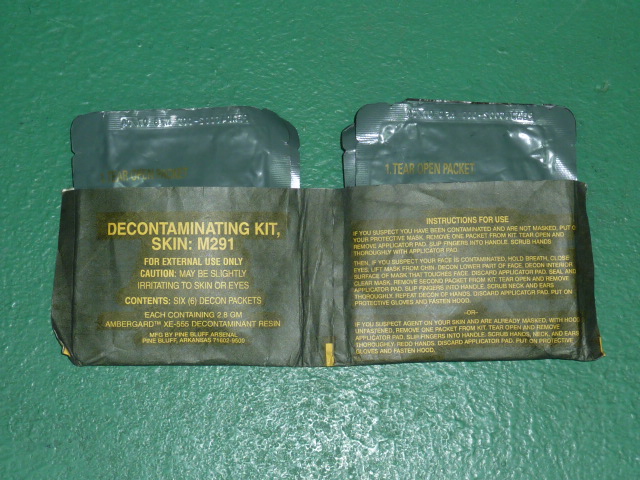 1. TEAR OPEN PACKET
DECONTAMINATING KIT,
SKIN: M291
FOR EXTERNAL USE ONLY
CAUTION: MAY BE SLIGHTLY
IRRITATING TO SKIN OR EYES
CONTENTS: SIX (6) DECON PACKETS
EACH CONTAINING 2.8 GM
AMBERGARD™ XE-555 DECONTAMINANT RESIN
MFG BY PINE BLUFF ARSENAL
PINE BLUFF, ARKANSAS 71602-9500
INSTRUCTIONS FOR USE
IF YOU SUSPECT YOU HAVE BEEN CONTAMINATED AND ARE NOT MASKED, PUT O
YOUR PROTECTIVE MASK, REMOVE ONE PACKET FROM KIT. TEAR OPEN AND
REMOVE APPLICATOR PAD. SLIP FINGERS INTO HANDLE. SCRUB HANDS
THOROUGHLY WITH APPLICATOR PAD.
THEN, IF YOU SUSPECT YOUR FACE IS CONTAMINATED, HOLD BREATH, CLOSE
EYES, LIFT MASK FROM CHIN. DECON LOWER PART OF FACE. DECON INTERIOR
SURFACE OF MASK THAT TOUCHES FACE. DISCARD APPLICATOR PAD, SEAL AND
CLEAR MASK, REMOVE SECOND PACKET FROM KIT, TEAR OPEN AND REMOVE
APPLICATOR PAD. SLIP FINGERS INTO HANDLE, SCRUB NECK AND EARS
THOROUGHLY. REPEAT DECON OF HANDS. DISCARD APPLICATOR PAD. PUT ON
PROTECTIVE GLOVES AND FASTEN HOOD.
-OR-
IF YOU SUSPECT AGENT ON YOUR SKIN AND ARE ALREADY MASKED, WITH HOOD
UNFASTENED, REMOVE ONE PACKET FROM KIT. TEAR OPEN AND REMOVE
APPLICATOR PAD. SLIP FINGERS INTO HANDLE, SCRUB HANDS, NECK, AND EARS
THOROUGHLY. REDO HANDS. DISCARD APPLICATOR PAD. PUT ON PROTECTIVE
GLOVES AND FASTEN HOOD.